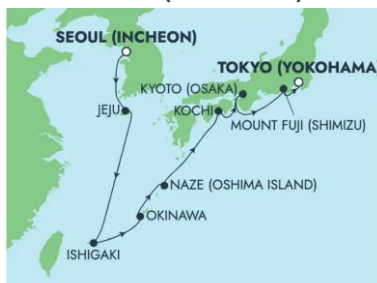 SEOUL (INCHEON)
TOKYO (YOKOHAMA
KYOTO (OSAKA)
JEJU
KOCHI
MOUNT FUJI (SHIMIZU)
NAZE (OSHIMA ISLAND)
OKINAWA
ISHIGAKI